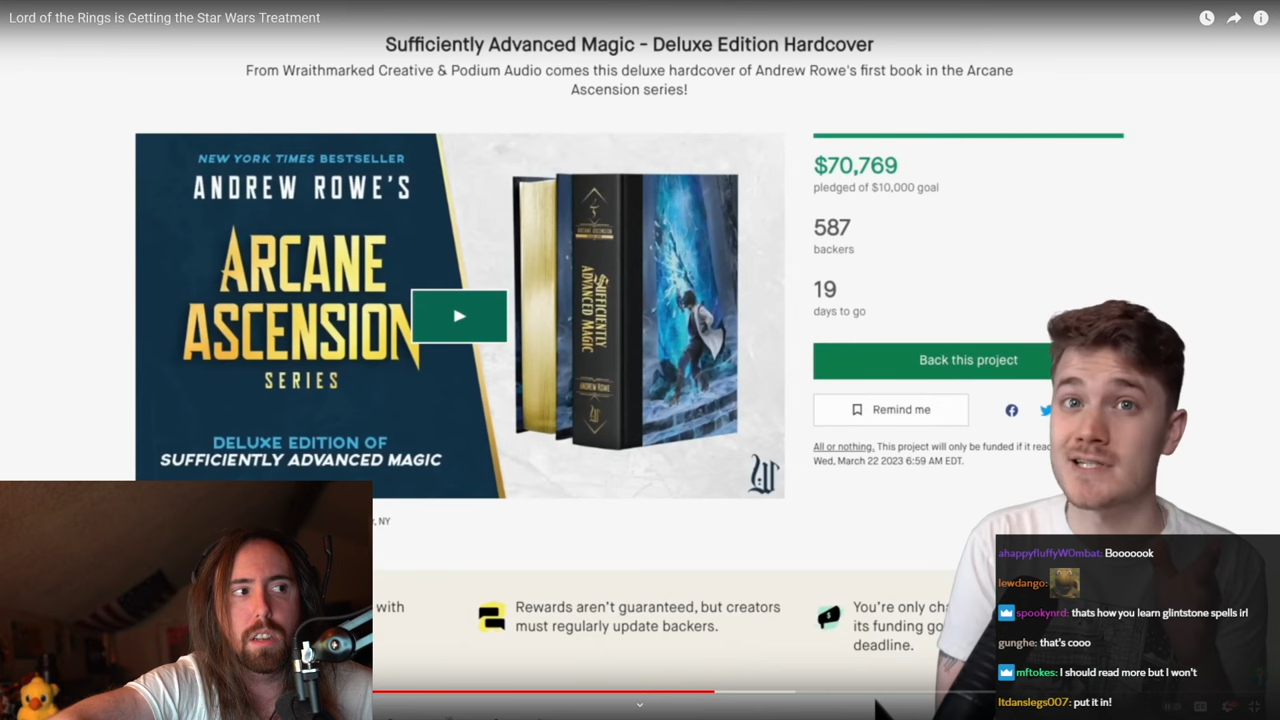 Lord of the Rings is Getting the Star Wars Treatment
Sufficiently Advanced Magic - Deluxe Edition Hardcover
From Wraithmarked Creative & Podium Audio comes this deluxe hardcover of Andrew Rowe's first book in the Arcane
Ascension series!
NEW YORK TIMES BESTSELLER
ANDREW ROWE'S
ARCANE
ASCENSION
SERIES
DELUXE EDITION OF
SUFFICIENTLY ADVANCED MAGIC
ARCANE ASCENSION
SUFFICIENTLY
ADVANCED MAGIC
ANDREW ROWE
$70,769
pledged of $10,000 goal
587
backers
19
days to go
Back this project
Remind me
All or nothing. This project will only be funded if it
Wed, March 22 2023 6:59 AM EDT.
, NY
with
Rewards aren't guaranteed, but creators
must regularly update backers.
You're only
its funding
deadline.
ahappyfluffyW0mbat: Booooook
lewdango:
spookynrd: thats how you learn glintstone spells irl
gunghe: that's cooo
mftokes: I should read more but I won't
ltdanslegs007: put it in!